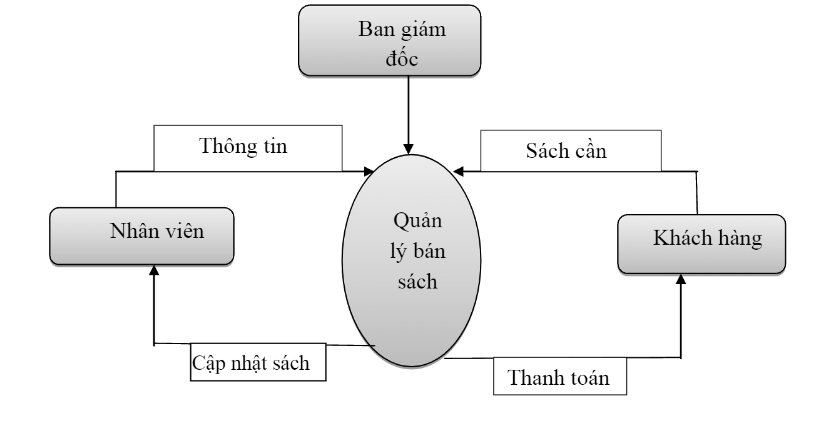 Ban giám
đốc
Thông tin
Sách cần
Nhân viên
Quản
lý bán
sách
Khách hàng
Cập nhật sách
Thanh toán